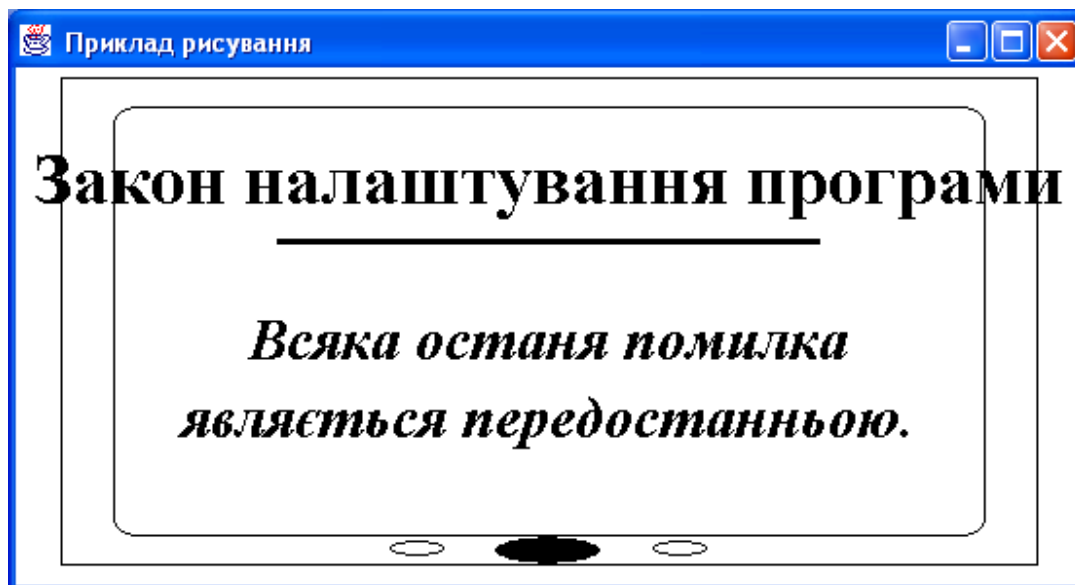 Приклад рисування
Закон налаштування програми
Всяка останя помилка
являється передостанньою.